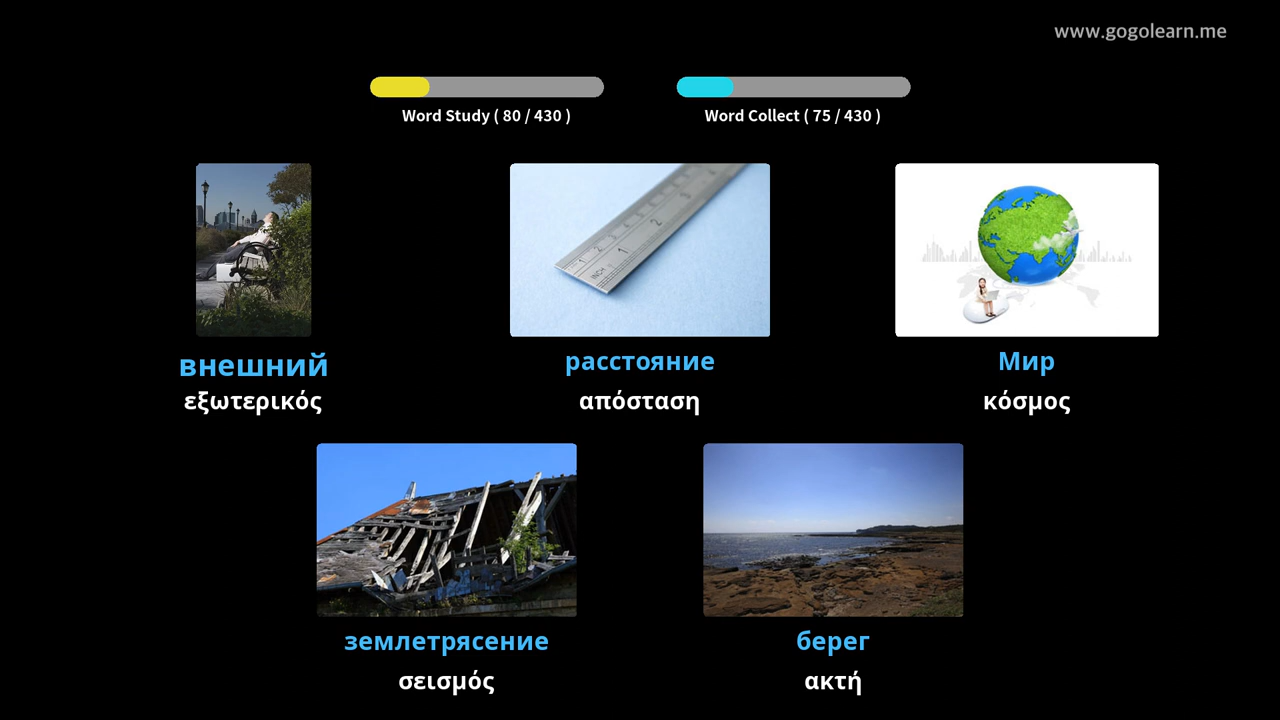 www.gogolearn.me
Word Study ( 80 / 430 )
Word Collect ( 75 / 430 )
внешний
εξωτερικός
расстояние
απόσταση
Мир
κόσμος
землетрясение
σεισμός
берег
ακτή